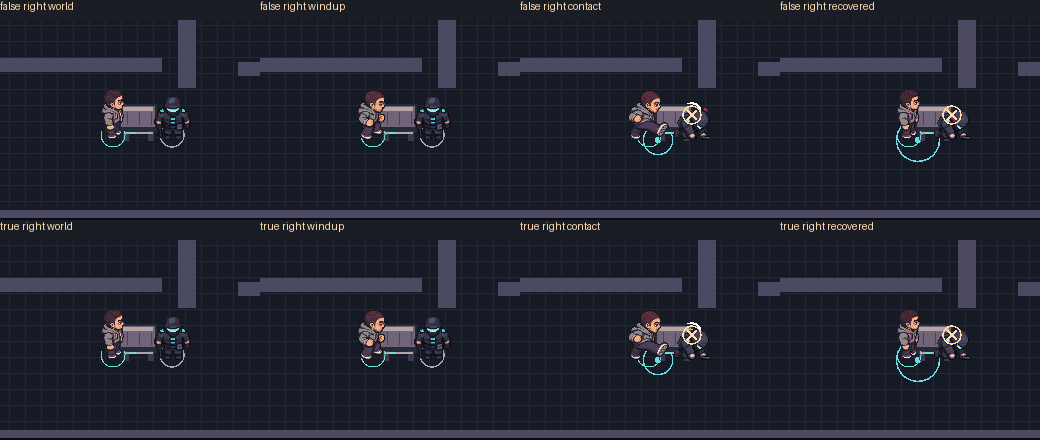 false right world
false right windup
false right contact
false right recovered
true right world
true right windup
true right contact
true right recovered